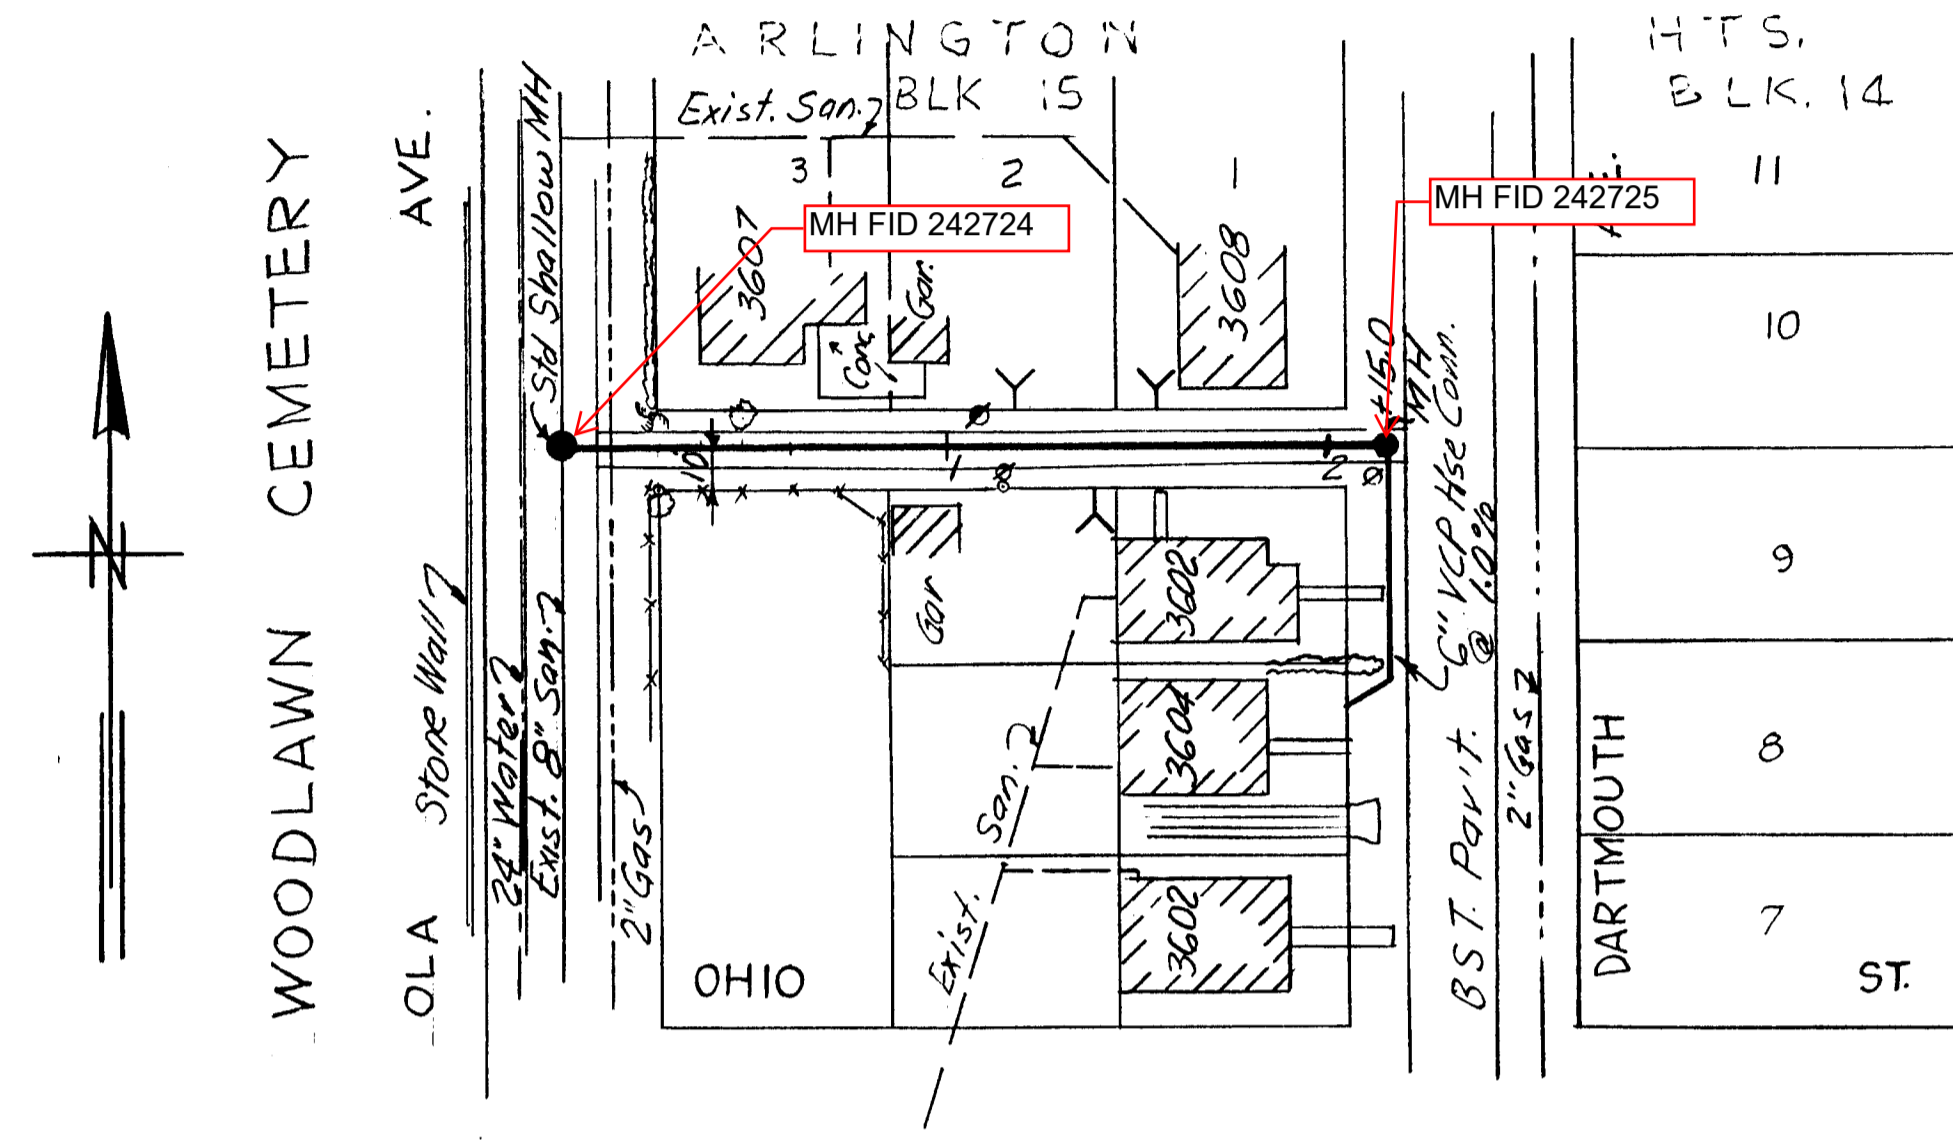 ARLINGTON
HTS.
BLK 15
BLK. 14
Exist. San.
3
2
1
11
MH FID 242724
MH FID 242725
AVE.
CEMETERY
Std Shallow MH
3607
Gar.
Conc.
3608
+15.0
MH
10
10'
1
2
N
6" VCP Hse Conn.
@ 1.0%
9
Gar
3602
Stone Wall
24" Water
Exist. 8" San.
2" Gas
3604
San.
2" Gas
8
WOODLAWN
OLA
OHIO
Exist.
3602
BST. Pav't.
DARTMOUTH
7
ST.